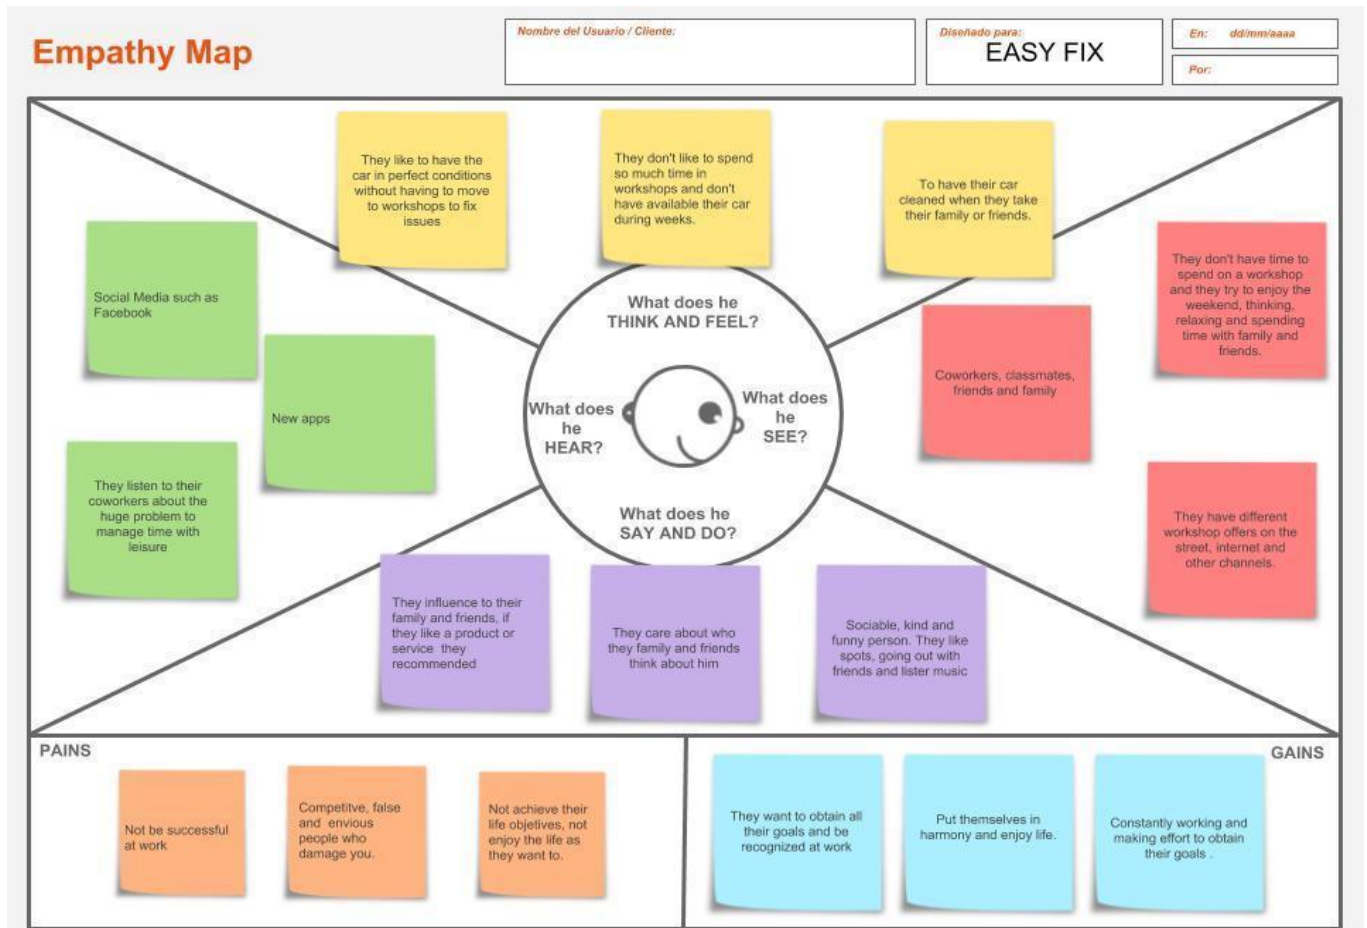 Empathy Map
Nombre del Usuario / Cliente:
Diseñado para:
EASY FIX
En: dd/mm/aaaa
Por:
They like to have the
car in perfect conditions
without having to move
to workshops to fix
issues
They don't like to spend
so much time in
workshops and don't
have available their car
during weeks.
To have their car
cleaned when they take
their family or friends.
Social Media such as
Facebook
New apps
They listen to their
coworkers about the
huge problem to
manage time with
leisure
What does he
THINK AND FEEL?
What does
he
HEAR?
What does
he
SEE?
What does he
SAY AND DO?
Coworkers, classmates,
friends and family
They don't have time to
spend on a workshop
and they try to enjoy the
weekend, thinking,
relaxing and spending
time with family and
friends.
They have different
workshop offers on the
street, internet and
other channels.
They influence to their
family and friends, if
they like a product or
service they
recommended
They care about who
they family and friends
think about him
Sociable, kind and
funny person. They like
spots, going out with
friends and lister music
PAINS
Not be successful
at work
Competitve, false
and envious
people who
damage you.
Not achieve their
life objetives, not
enjoy the life as
they want to.
GAINS
They want to obtain all
their goals and be
recognized at work
Put themselves in
harmony and enjoy life.
Constantly working and
making effort to obtain
their goals .